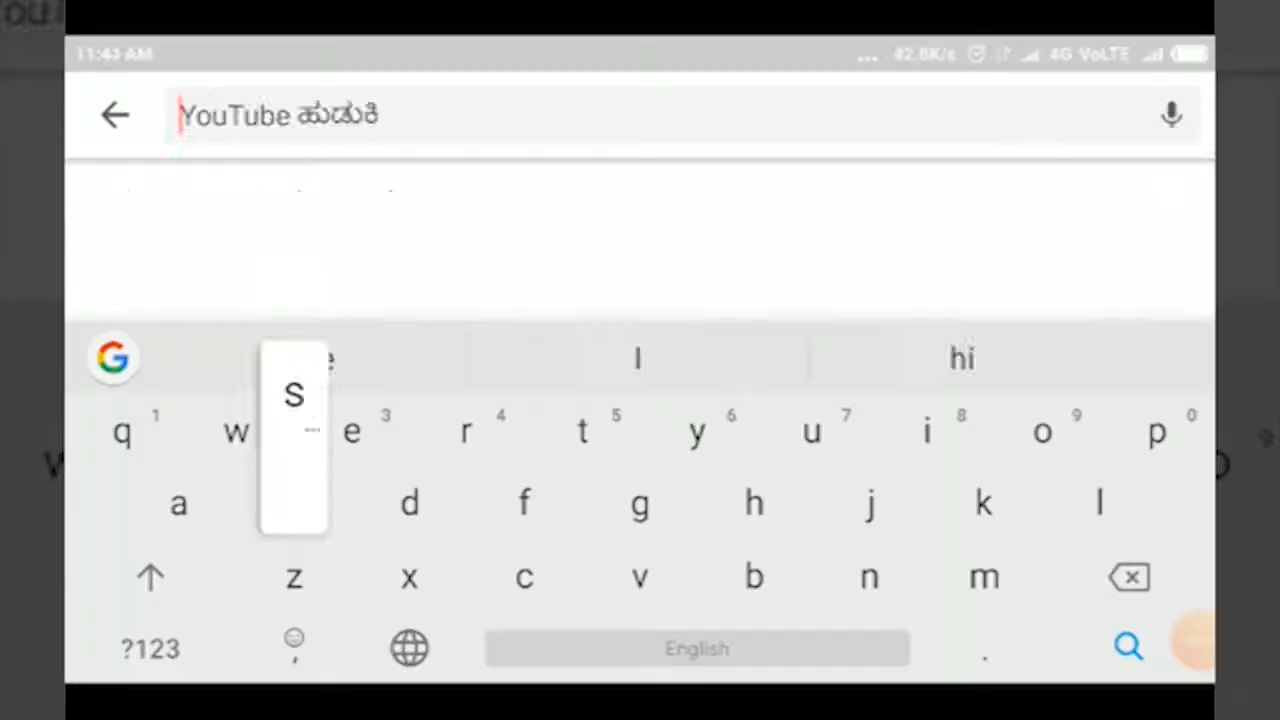 11:43 AM ... 42.8K/s 4G VoLTE
YouTube ಹುಡುಕಿ
I hi
q 1 w e 3 r 4 t 5 y 6 u 7 i 8 o 9 p 0
S
a d f g h j k l
z x c v b n m
?123 , English .